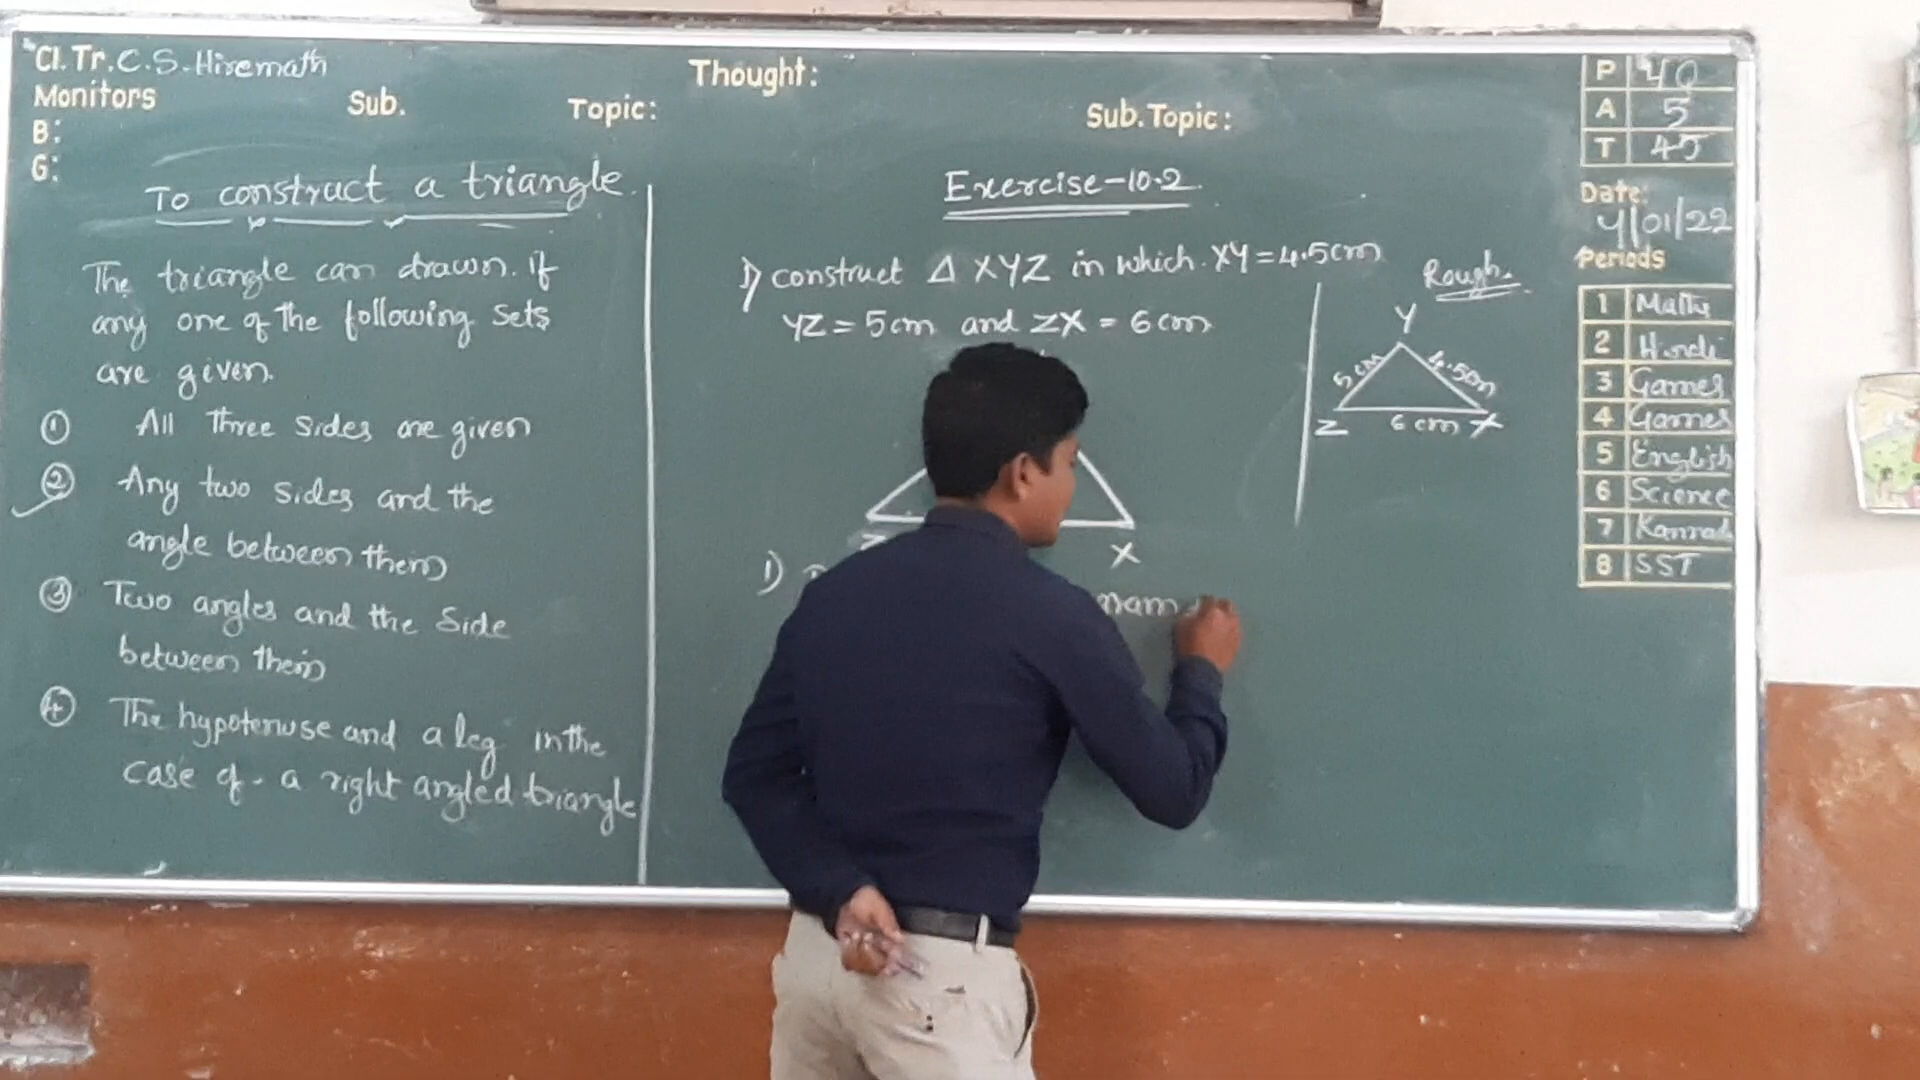 Cl. Tr. C.S. Hiremath
Monitors
B:
G:
Sub.
Topic:
Thought:
Sub. Topic:
P 40
A 5
T 45
Date:
4/01/22
Periods
1 Maths
2 Hindi
3 Games
4 Games
5 English
6 Science
7 Kannad
8 SST
To construct a triangle.
The triangle can drawn. If
any one of the following sets
are given.
① All three sides are given
② Any two sides and the
angle between them
③ Two angles and the side
between them
④ The hypotenuse and a leg in the
case of a right angled triangle
Exercise-10.2
1) construct Δ XYZ in which XY = 4.5cm
YZ = 5cm and ZX = 6cm
Rough.
Y
5cm
4.5cm
Z 6 cm X
Z X
1)
nam